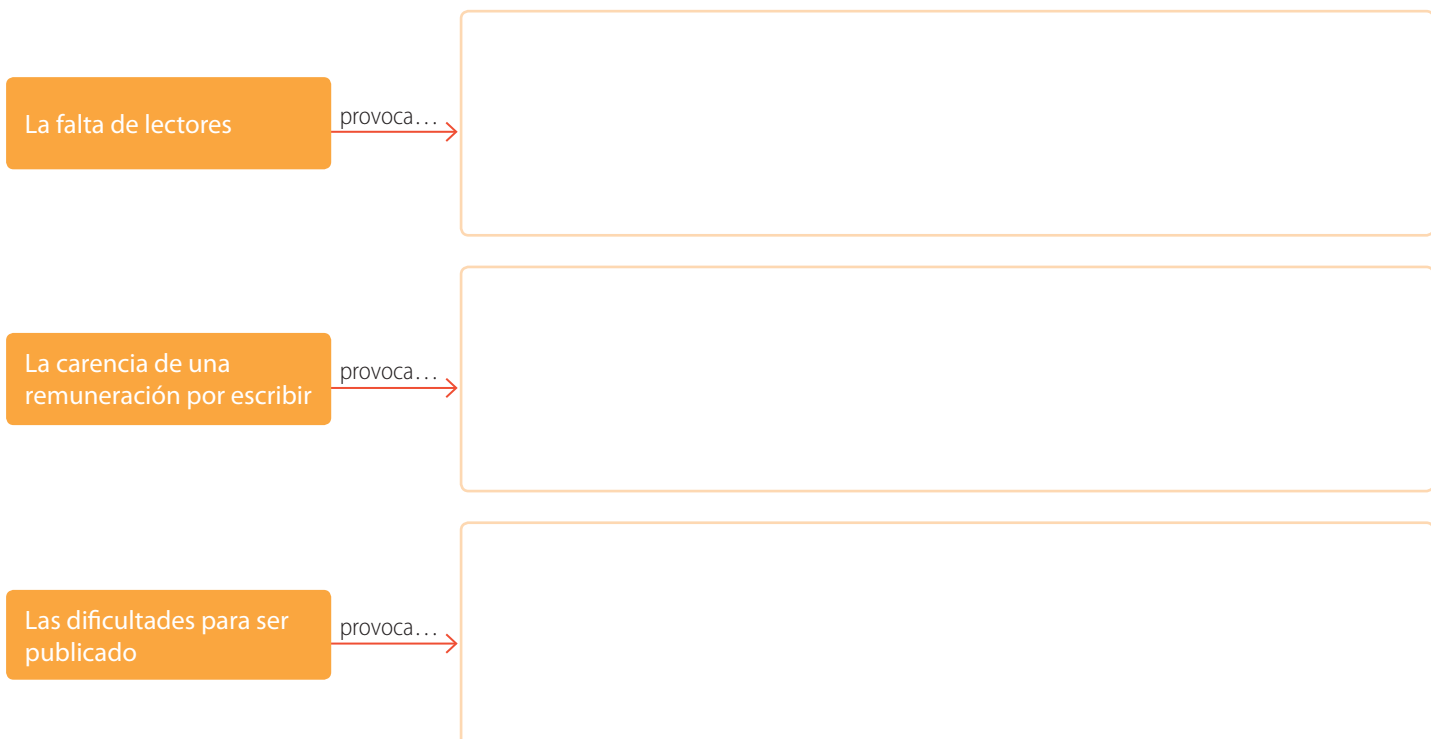 La falta de lectores
provoca…
La carencia de una
remuneración por escribir
provoca…
Las dificultades para ser
publicado
provoca…